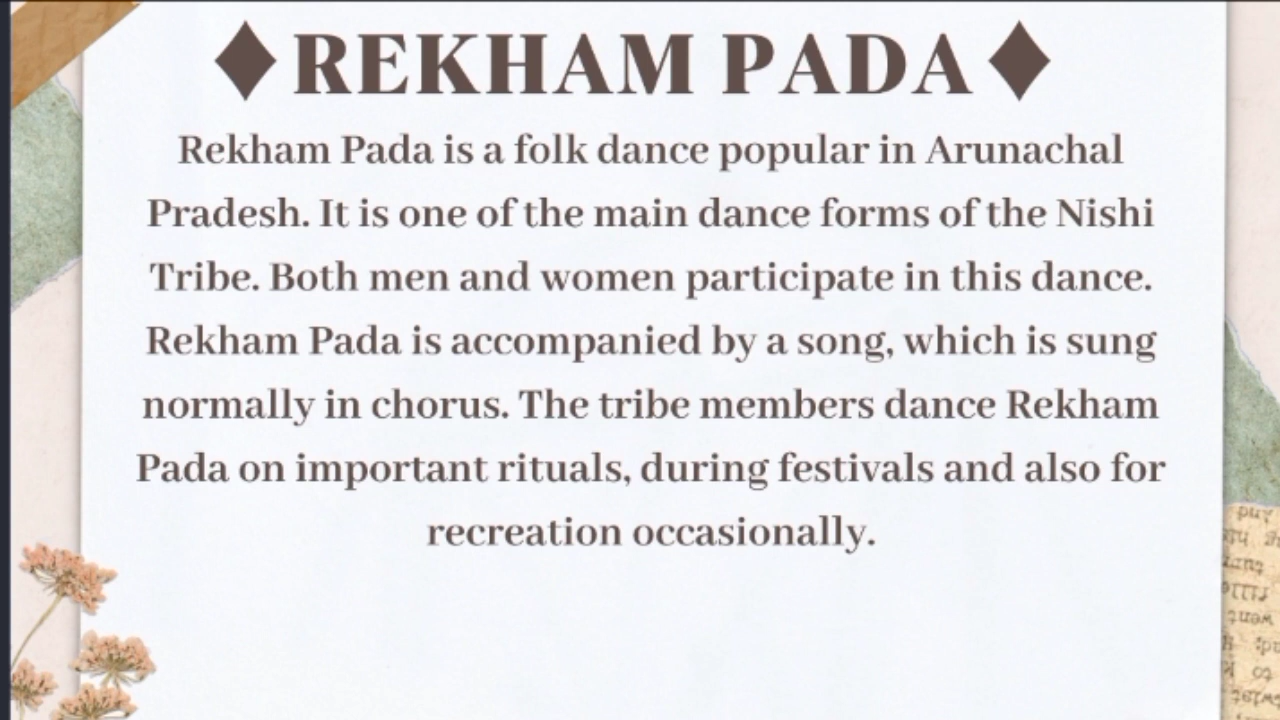 ♦REKHAM PADA♦
Rekham Pada is a folk dance popular in Arunachal
Pradesh. It is one of the main dance forms of the Nishi
Tribe. Both men and women participate in this dance.
Rekham Pada is accompanied by a song, which is sung
normally in chorus. The tribe members dance Rekham
Pada on important rituals, during festivals and also for
recreation occasionally.